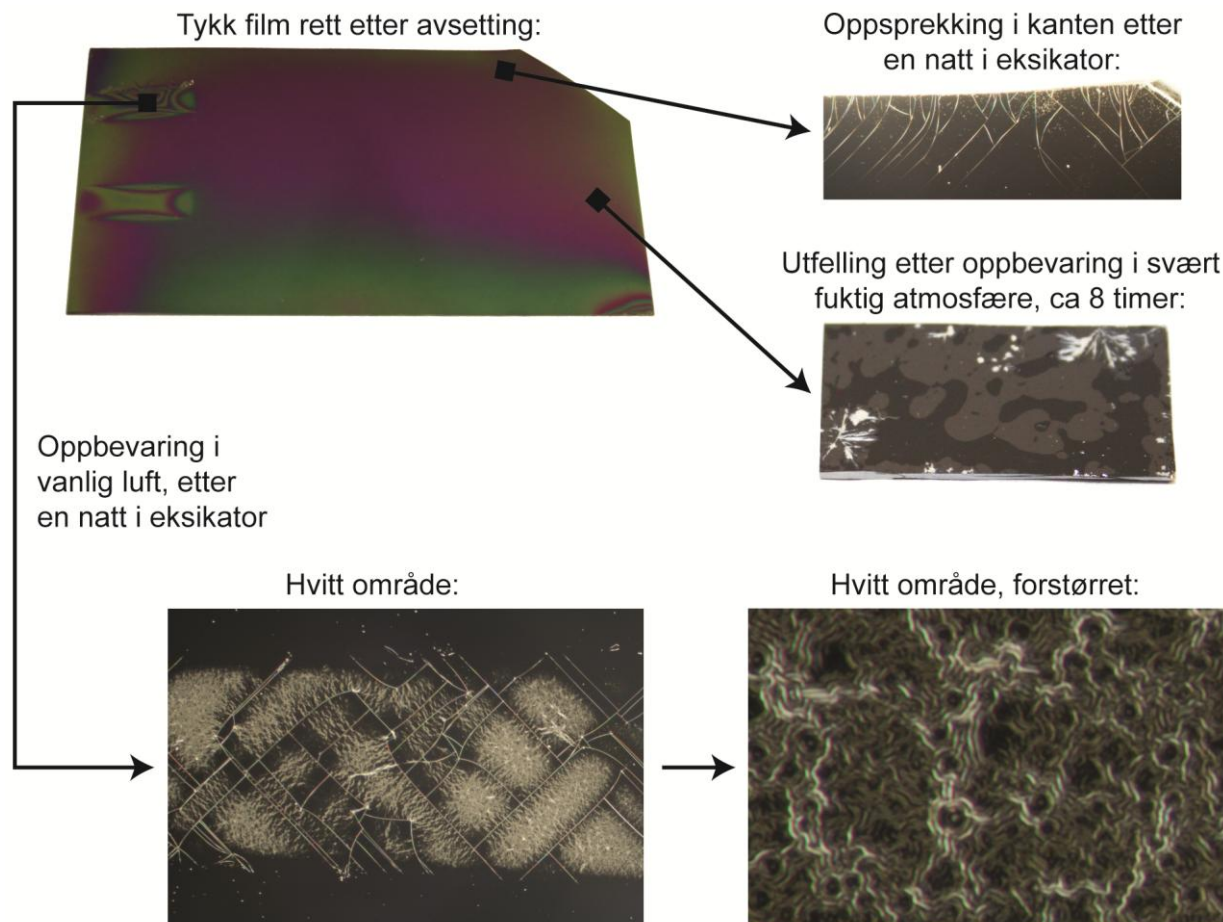 Tykk film rett etter avsetting:
Oppsprekking i kanten etter
en natt i eksikator:
Utfelling etter oppbevaring i svært
fuktig atmosfære, ca 8 timer:
Oppbevaring i
vanlig luft, etter
en natt i eksikator
Hvitt område:
Hvitt område, forstørret: